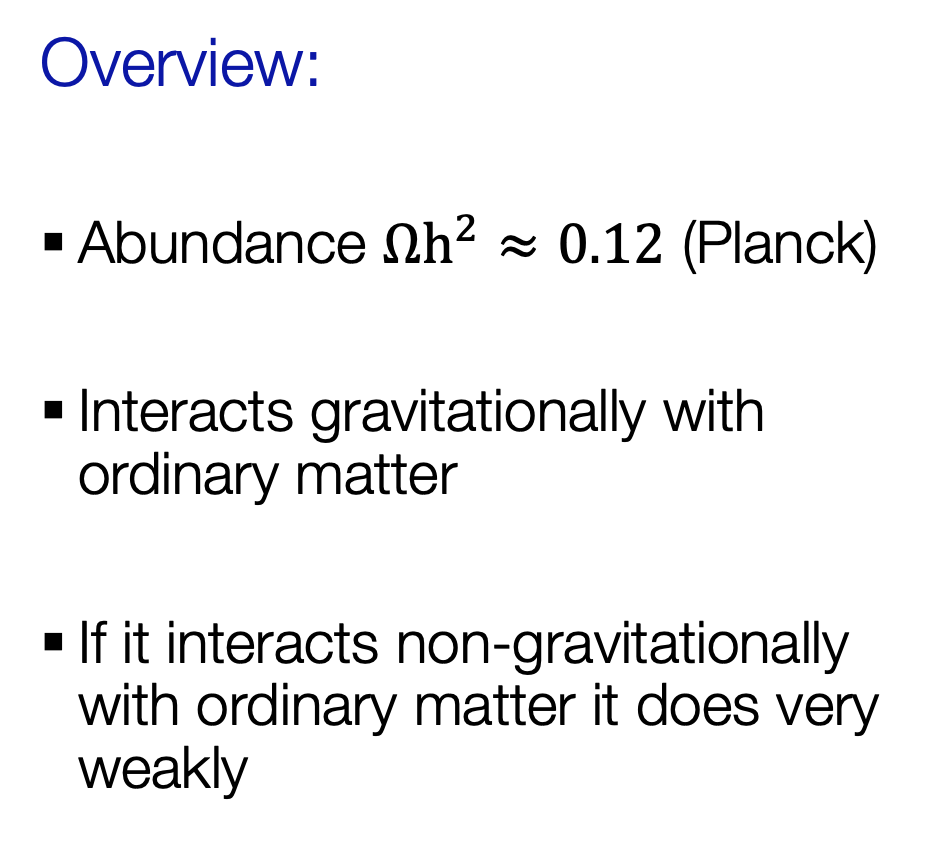 Overview:
▪ Abundance Ωh² ≈ 0.12 (Planck)
▪ Interacts gravitationally with
ordinary matter
▪ If it interacts non-gravitationally
with ordinary matter it does very
weakly